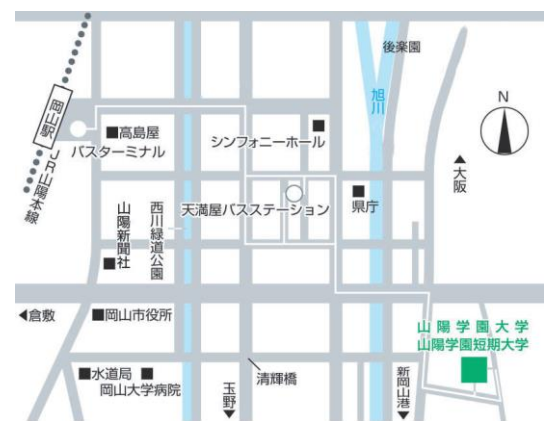 後楽園
旭川
N
岡山駅
JR山陽本線
■高島屋
バスターミナル
シンフォニーホール
▲大阪
山陽新聞社
西川緑道公園
天満屋バスステーション
県庁
◀倉敷
■岡山市役所
山陽学園大学
山陽学園短期大学
■水道局
岡山大学病院
玉野▼
清輝橋
新岡山港▼